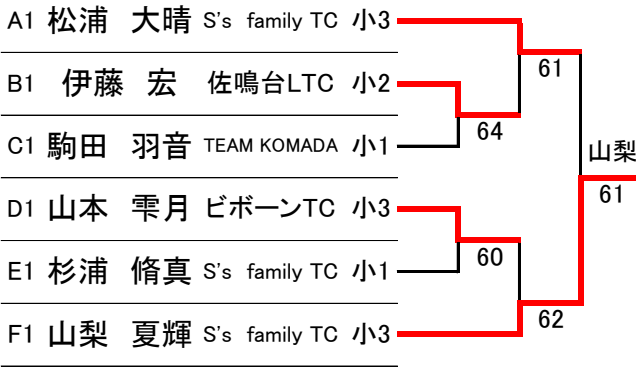 A1 松浦 大晴 S's family TC 小3
61
B1 伊藤 宏 佐鳴台LTC 小2
64
C1 駒田 羽音 TEAM KOMADA 小1
山梨
61
D1 山本 雫月 ビボーンTC 小3
60
E1 杉浦 脩真 S's family TC 小1
62
F1 山梨 夏輝 S's family TC 小3